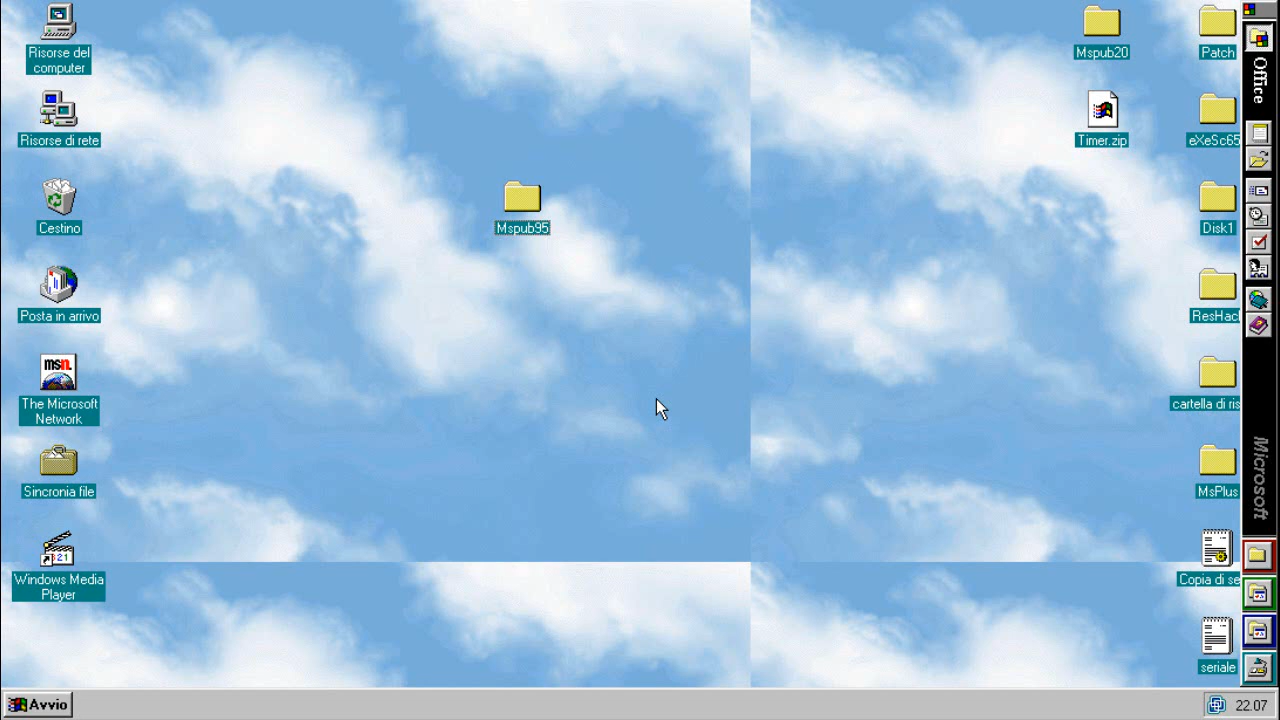 Risorse del
computer
Risorse di rete
Cestino
Posta in arrivo
msn.
The Microsoft
Network
Sincronia file
Windows Media
Player
Mspub95
Mspub20
Timer.zip
Patch
eXeSc65
Disk1
ResHac
cartella di ris
MsPlus
Copia di se
seriale
Office
Microsoft
Avvio
22.07